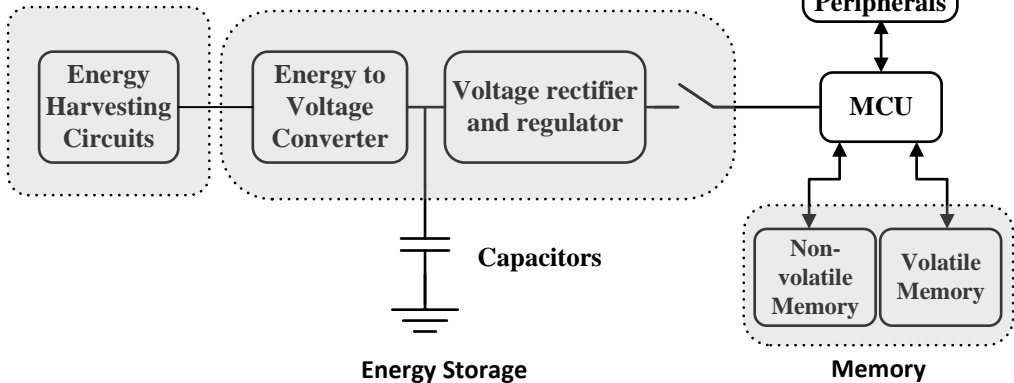 Peripherals
Energy
Harvesting
Circuits
Energy to
Voltage
Converter
Voltage rectifier
and regulator
MCU
Capacitors
Non-
volatile
Memory
Volatile
Memory
Energy Storage
Memory